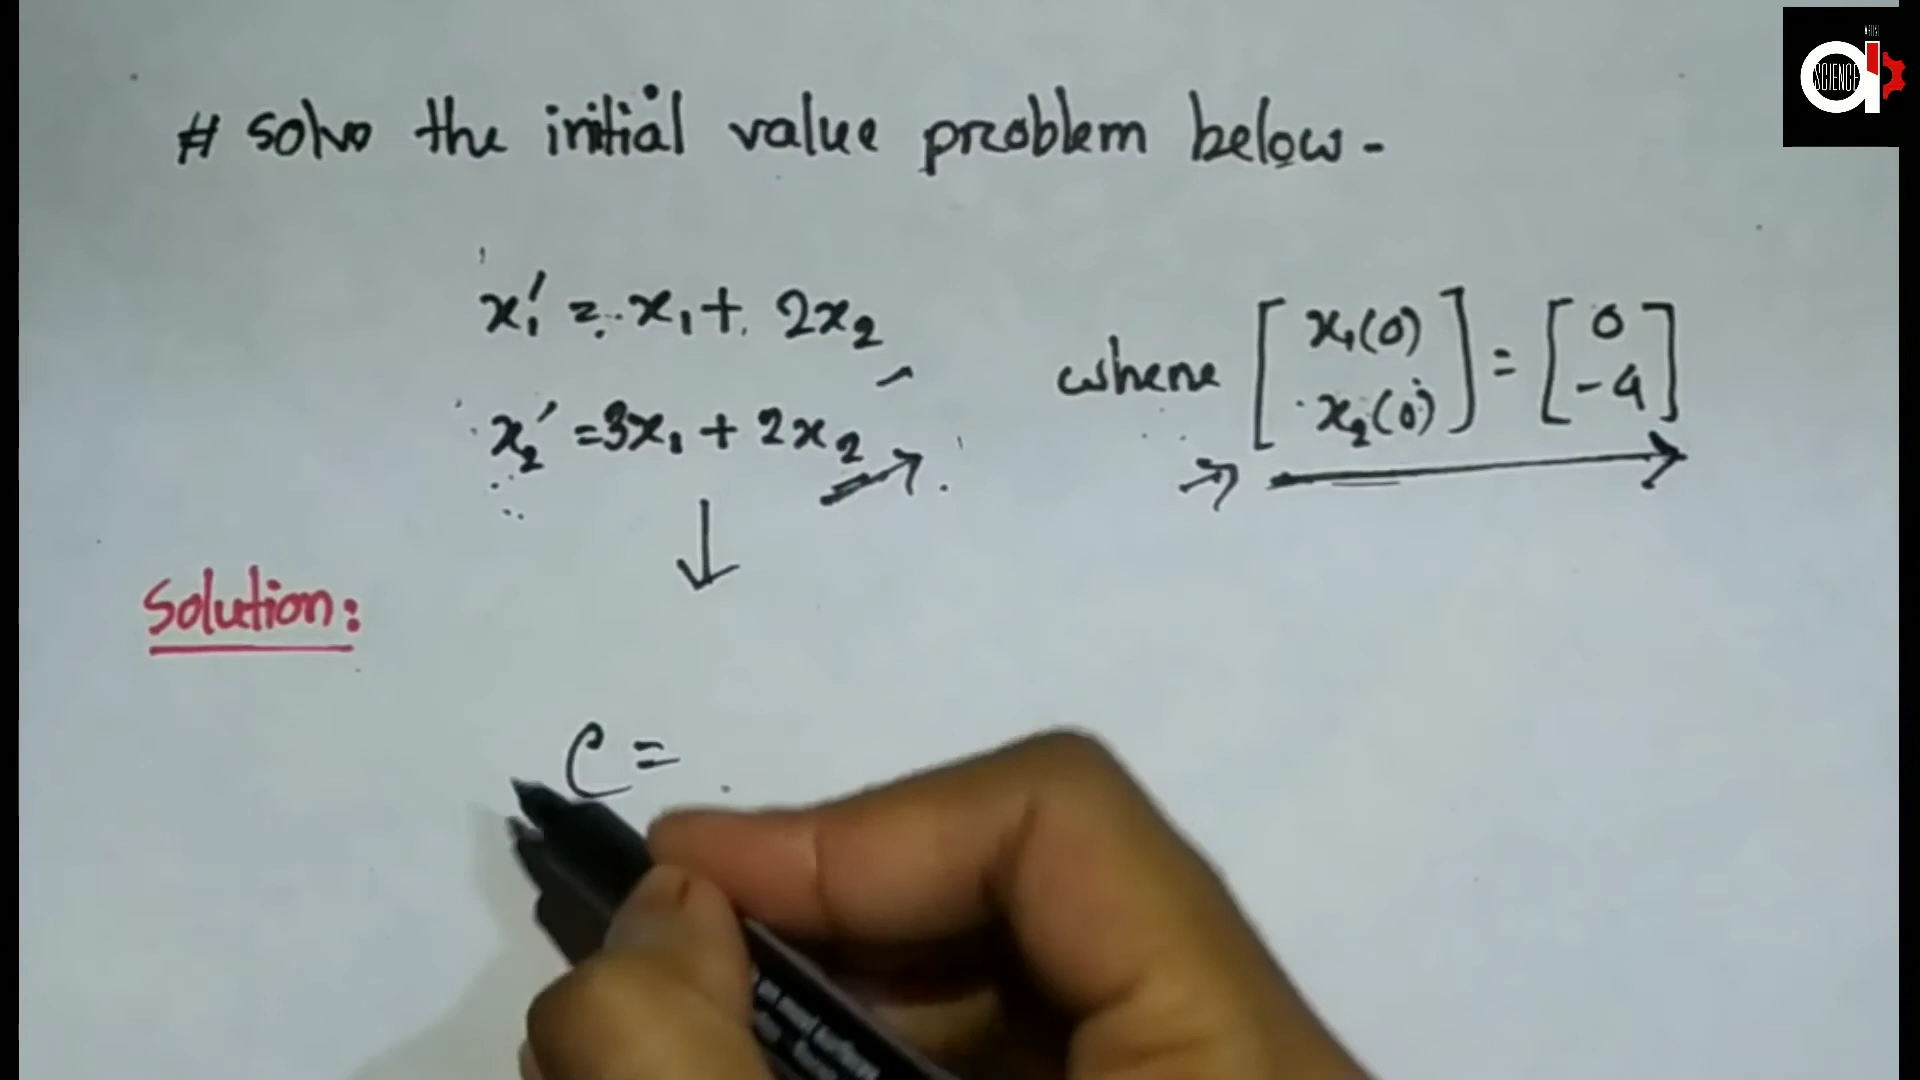 # solve the initial value problem below-
x₁' = x₁ + 2x₂
x₂' = 3x₁ + 2x₂
where [x₁(0) x₂(0)] = [0 -4]
Solution:
C =
SCIENCE